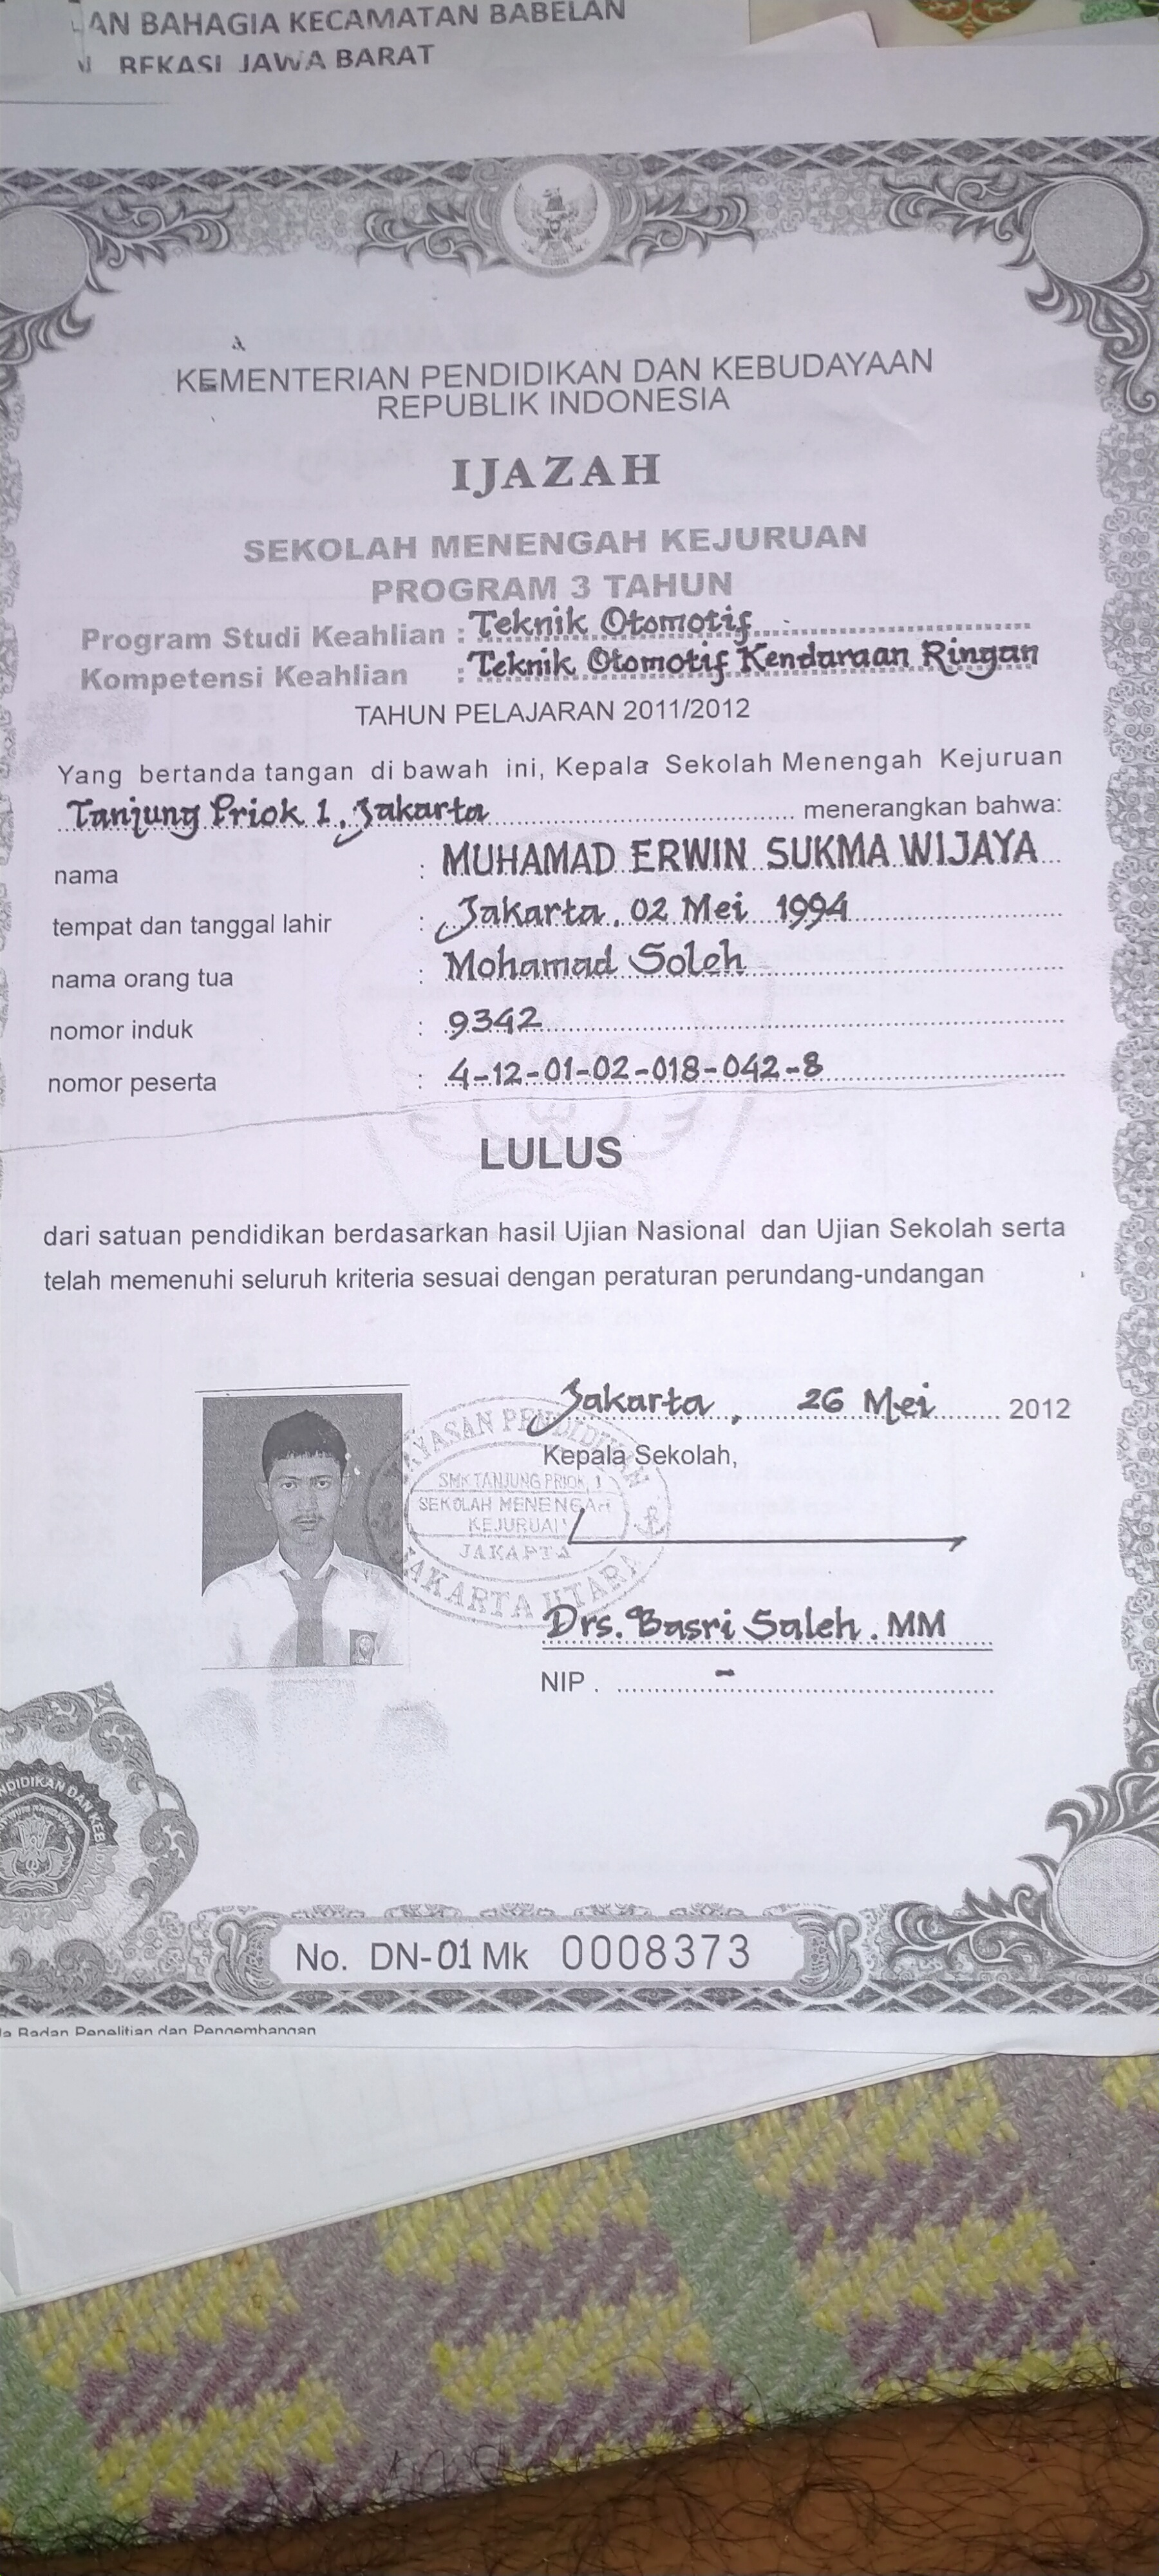 AN BAHAGIA KECAMATAN BABELAN
BEKASI JAWA BARAT
KEMENTERIAN PENDIDIKAN DAN KEBUDAYAAN
REPUBLIK INDONESIA
IJAZAH
SEKOLAH MENENGAH KEJURUAN
PROGRAM 3 TAHUN
Program Studi Keahlian : Teknik Otomotif
Kompetensi Keahlian : Teknik Otomotif Kendaraan Ringan
TAHUN PELAJARAN 2011/2012
Yang bertanda tangan di bawah ini, Kepala Sekolah Menengah Kejuruan
Tanjung Priok 1, Jakarta menerangkan bahwa:
nama : MUHAMAD ERWIN SUKMA WIJAYA
tempat dan tanggal lahir : Jakarta, 02 Mei 1994
nama orang tua : Mohamad Soleh
nomor induk : 9342
nomor peserta : 4-12-01-02-018-042-8
LULUS
dari satuan pendidikan berdasarkan hasil Ujian Nasional dan Ujian Sekolah serta
telah memenuhi seluruh kriteria sesuai dengan peraturan perundang-undangan
Jakarta, 26 Mei 2012
Kepala Sekolah,
YAYASAN PENDIDIKAN
SMK TANJUNG PRIOK 1
SEKOLAH MENENGAH
KEJURUAN
JAKARTA
JAKARTA UTARA
Drs. Basri Saleh. MM
NIP. -
NDIDIKAN DAN KEB
2012
No. DN-01 Mk 0008373
la Badan Penelitian dan Pengembangan